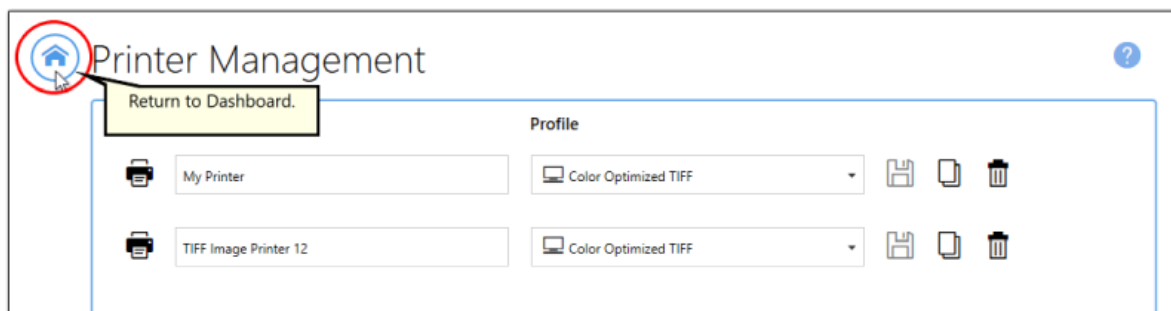 Printer Management
?
Return to Dashboard.
Profile
My Printer
Color Optimized TIFF
TIFF Image Printer 12
Color Optimized TIFF